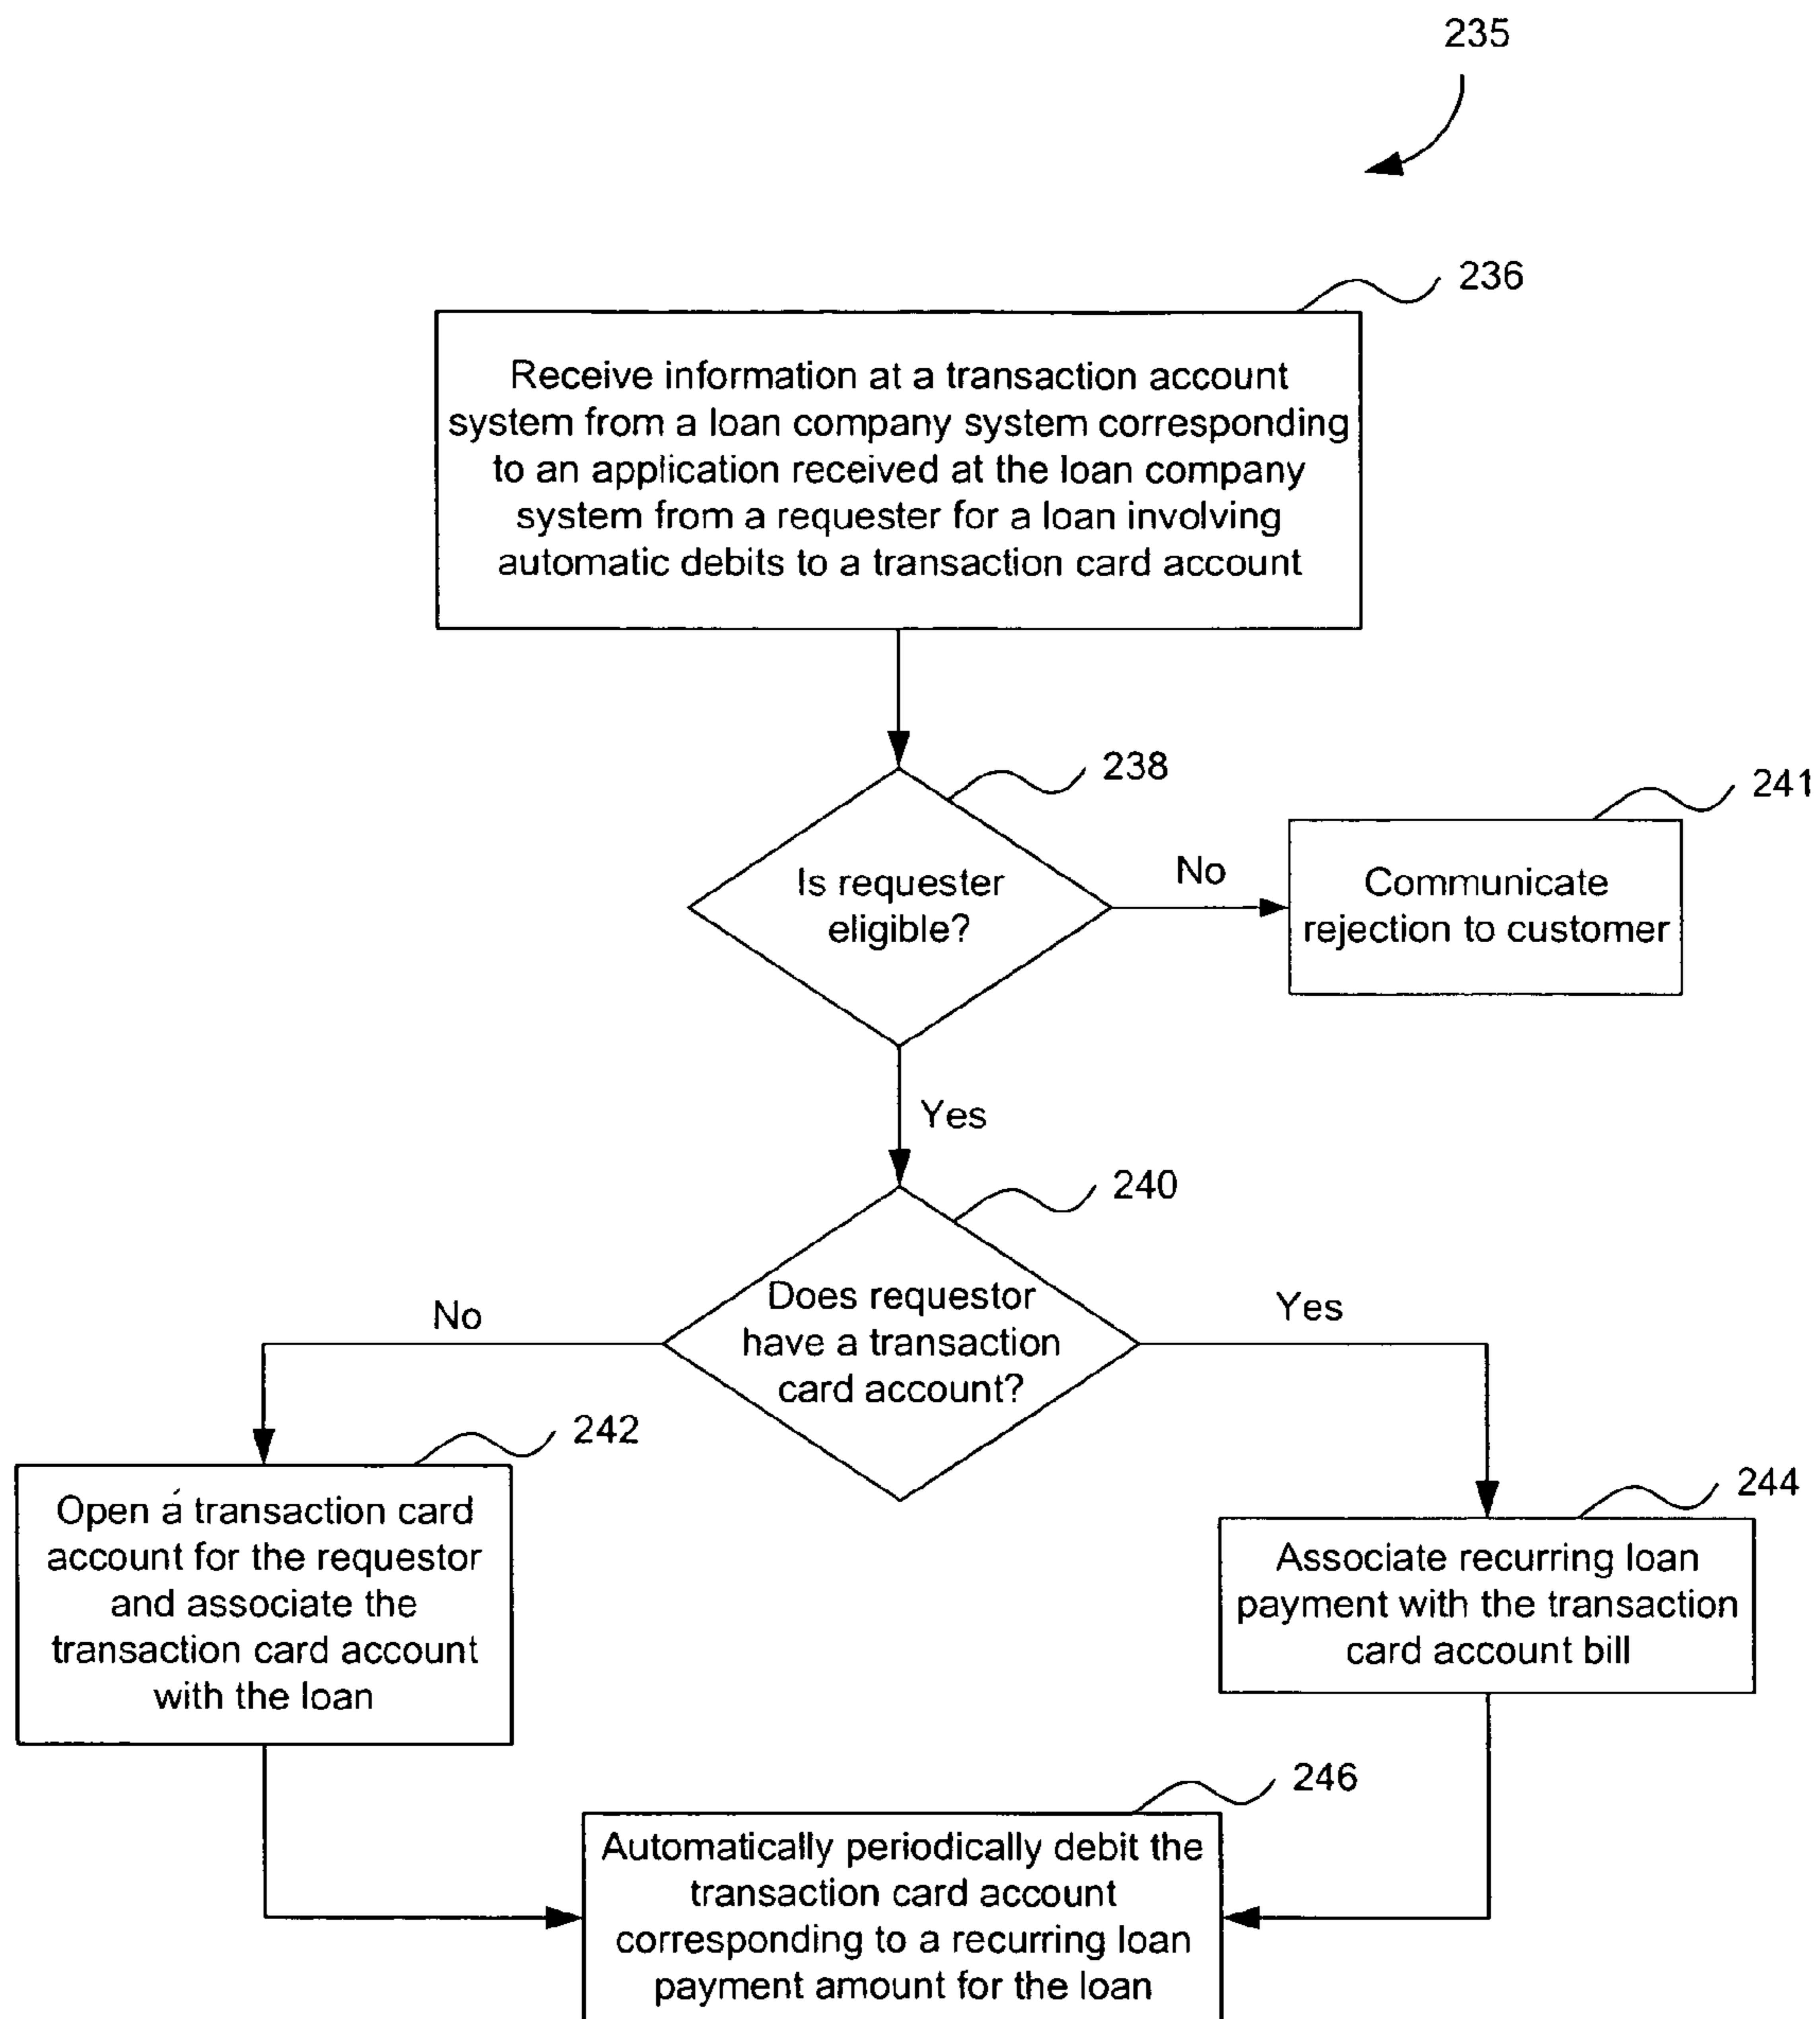 235
236
Receive information at a transaction account
system from a loan company system corresponding
to an application received at the loan company
system from a requester for a loan involving
automatic debits to a transaction card account
238
241
Is requester
eligible?
No
Communicate
rejection to customer
Yes
240
Does requestor
have a transaction
card account?
No
Yes
242
Open a transaction card
account for the requestor
and associate the
transaction card account
with the loan
244
Associate recurring loan
payment with the transaction
card account bill
246
Automatically periodically debit the
transaction card account
corresponding to a recurring loan
payment amount for the loan